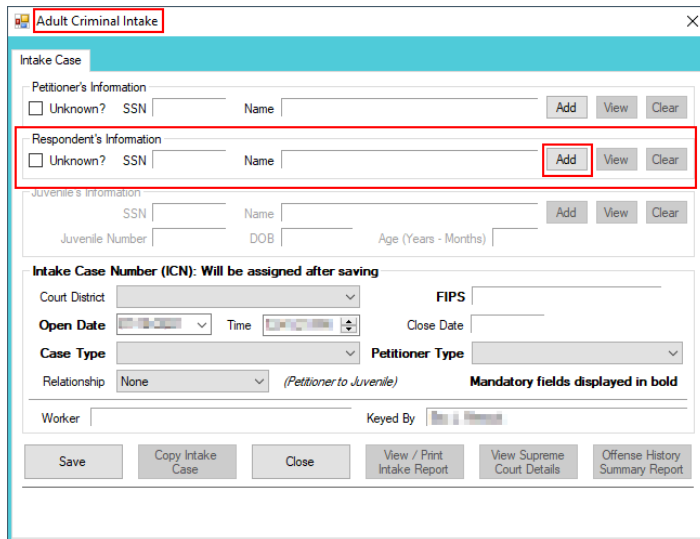 Adult Criminal Intake
Intake Case
Petitioner's Information
Unknown? SSN Name Add View Clear
Respondent's Information
Unknown? SSN Name Add View Clear
Juvenile's Information
SSN Name Add View Clear
Juvenile Number DOB Age (Years - Months)
Intake Case Number (ICN): Will be assigned after saving
Court District FIPS
Open Date Time Close Date
Case Type Petitioner Type
Relationship None (Petitioner to Juvenile) Mandatory fields displayed in bold
Worker Keyed By
Save Copy Intake Case Close View / Print Intake Report View Supreme Court Details Offense History Summary Report